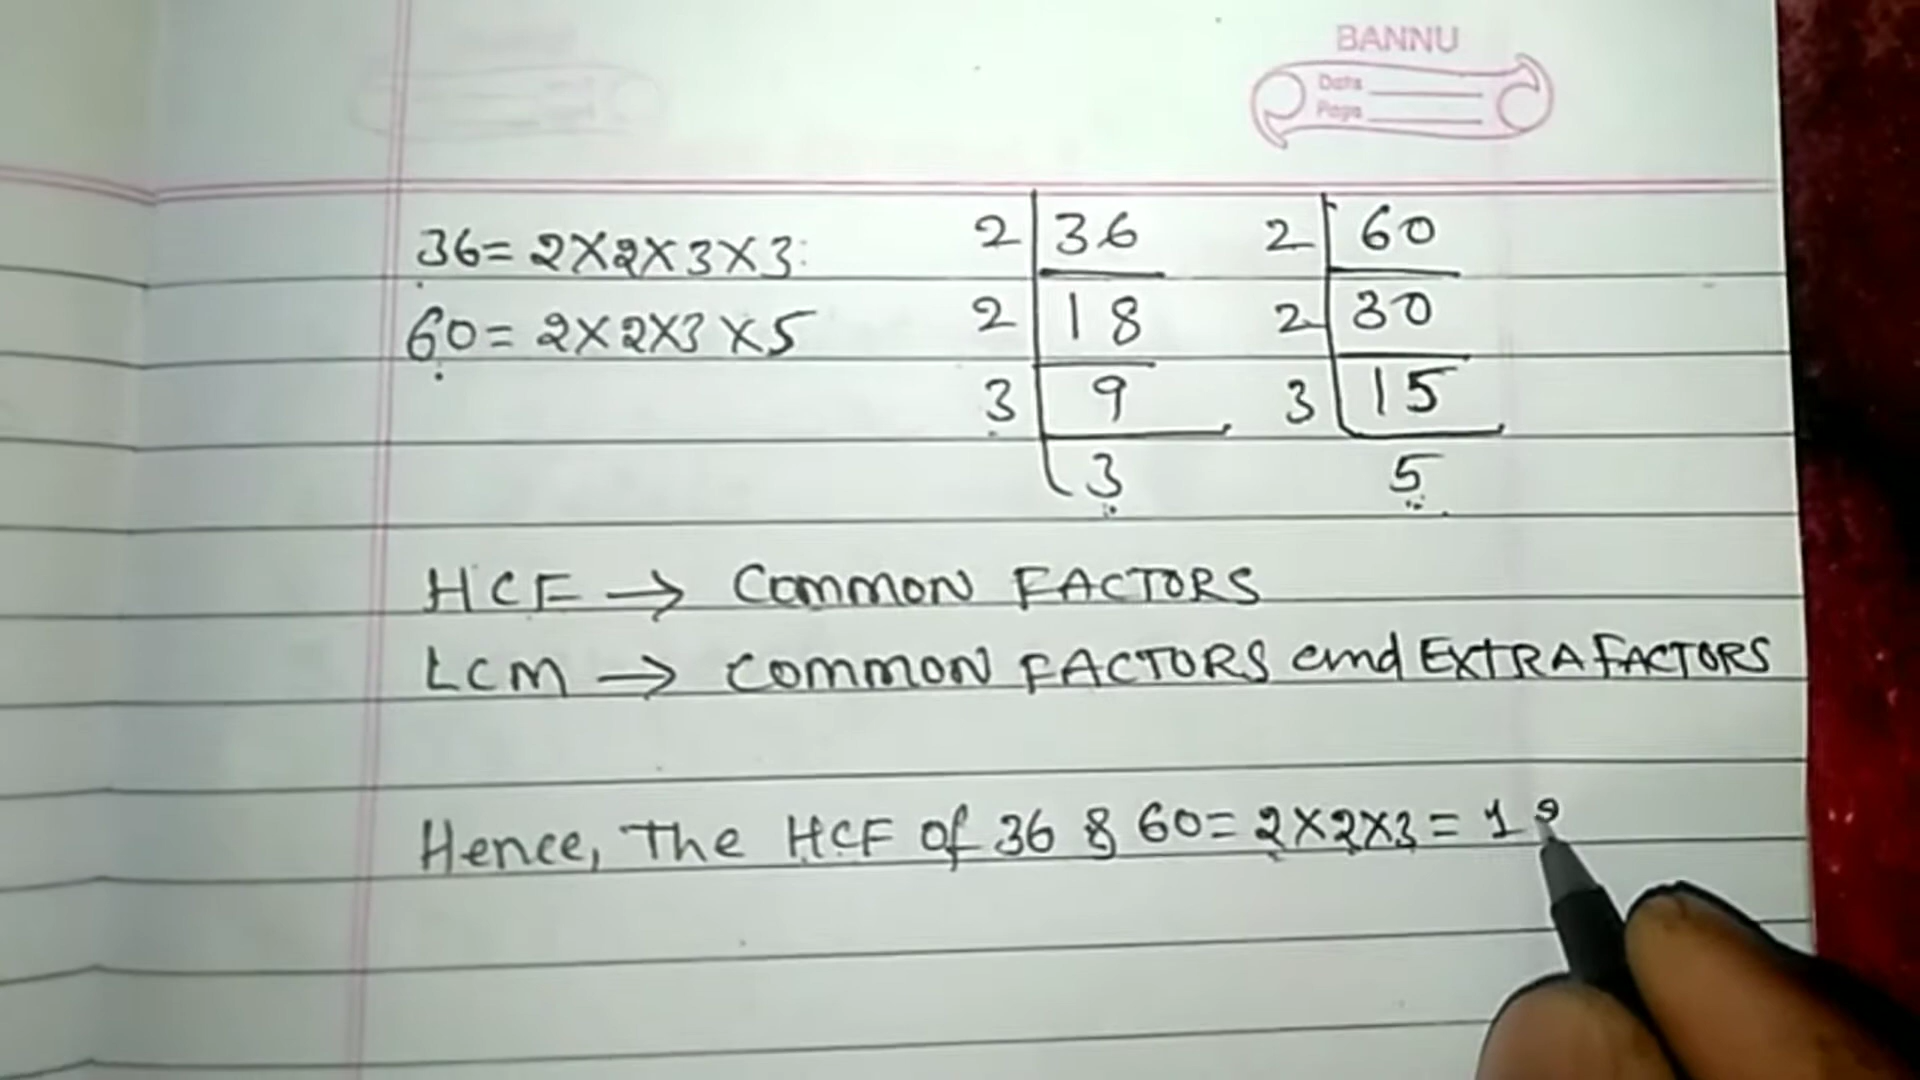 BANNU
Date
Page
36= 2×2×3×3
60= 2×2×3×5
2 36
2 18
3 9
3
2 60
2 30
3 15
5
HCF → COMMON FACTORS
LCM → COMMON FACTORS and EXTRA FACTORS
Hence, The HCF of 36 & 60= 2×2×3= 1